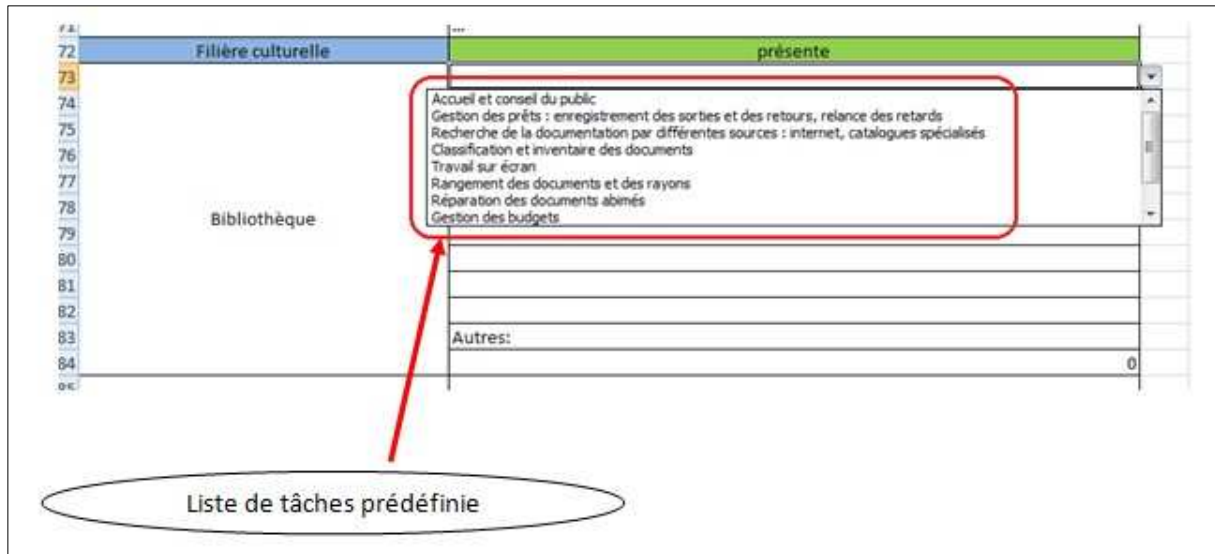 71 ...
72 Filière culturelle présente
73
74 Accueil et conseil du public
Gestion des prêts : enregistrement des sorties et des retours, relance des retards
75 Recherche de la documentation par différentes sources : internet, catalogues spécialisés
76 Classification et inventaire des documents
Travail sur écran
77 Rangement des documents et des rayons
78 Réparation des documents abimés
Bibliothèque Gestion des budgets
79
80
81
82
83 Autres:
84 0
85
Liste de tâches prédéfinie